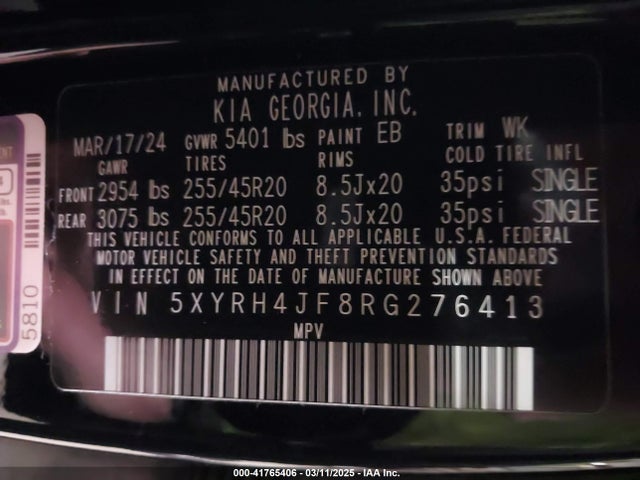 MANUFACTURED BY
KIA GEORGIA, INC.
MAR/17/24 GVWR 5401 lbs PAINT EB TRIM WK
GAWR TIRES RIMS COLD TIRE INFL
FRONT 2954 lbs 255/45R20 8.5Jx20 35psi SINGLE
REAR 3075 lbs 255/45R20 8.5Jx20 35psi SINGLE
THIS VEHICLE CONFORMS TO ALL APPLICABLE U.S.A. FEDERAL
MOTOR VEHICLE SAFETY AND THEFT PREVENTION STANDARDS
IN EFFECT ON THE DATE OF MANUFACTURE SHOWN ABOVE
VIN 5XYRH4JF8RG276413
MPV
5810
000-41765406 - 03/11/2025 - IAA Inc.